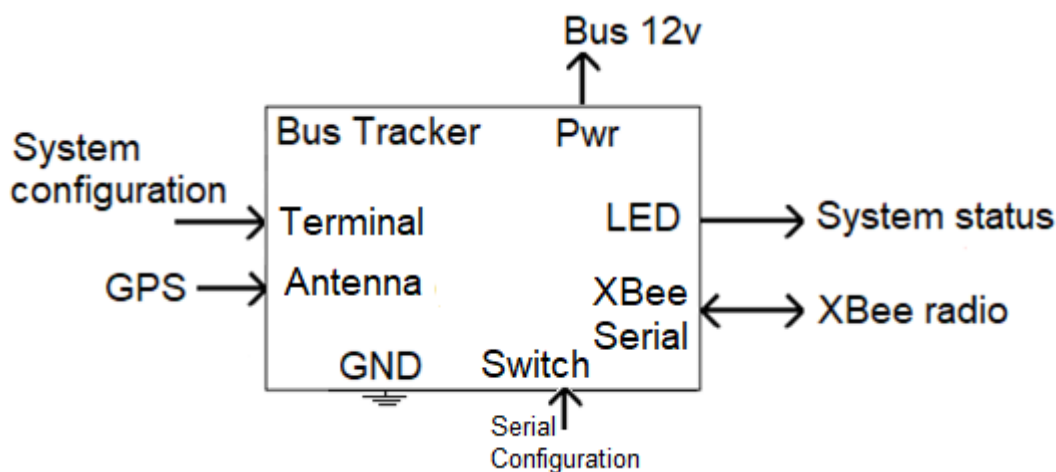 Bus 12v
Bus Tracker
Pwr
System
configuration
Terminal
LED
System status
GPS
Antenna
XBee
Serial
XBee radio
GND
Switch
Serial
Configuration